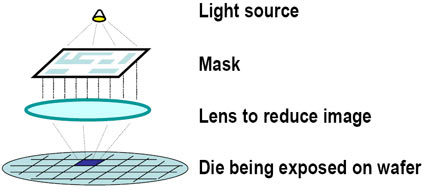 Light source
Mask
Lens to reduce image
Die being exposed on wafer